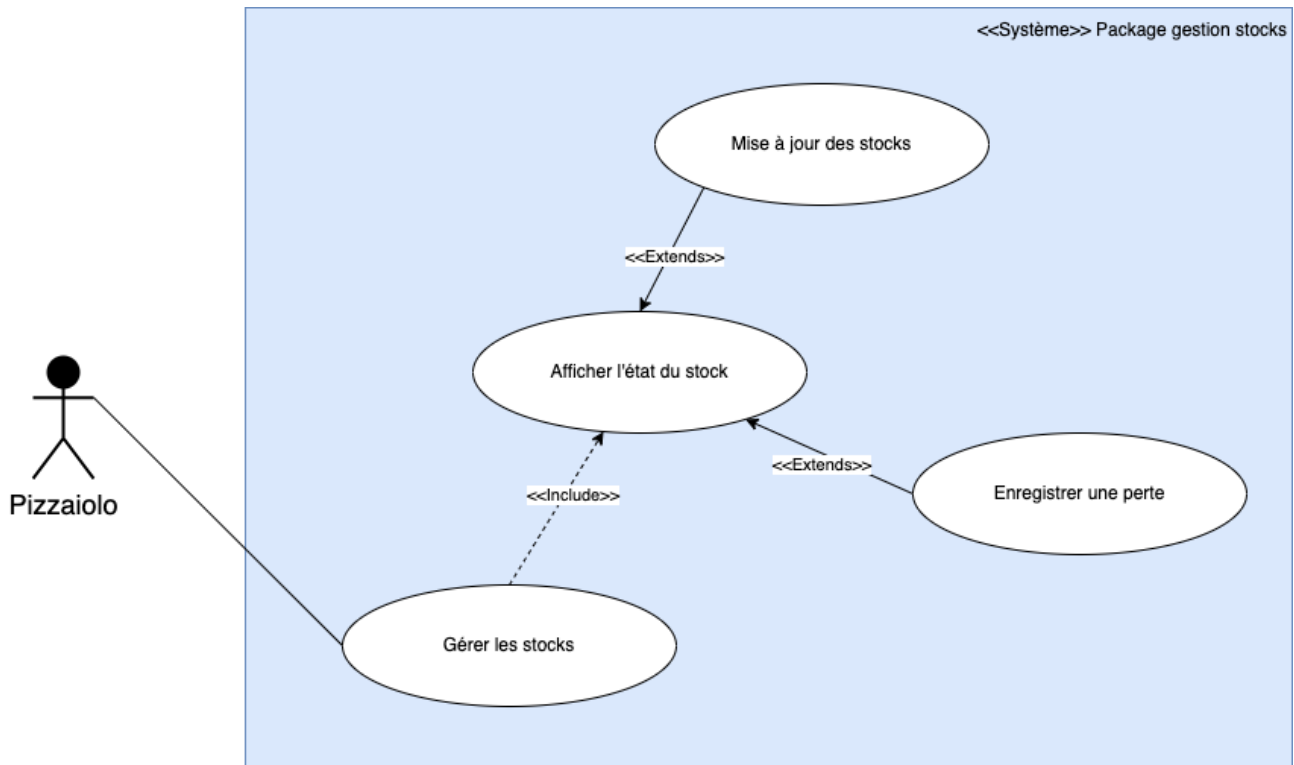 <<Système>> Package gestion stocks
Mise à jour des stocks
<<Extends>>
Afficher l'état du stock
<<Extends>>
Enregistrer une perte
<<Include>>
Pizzaiolo
Gérer les stocks